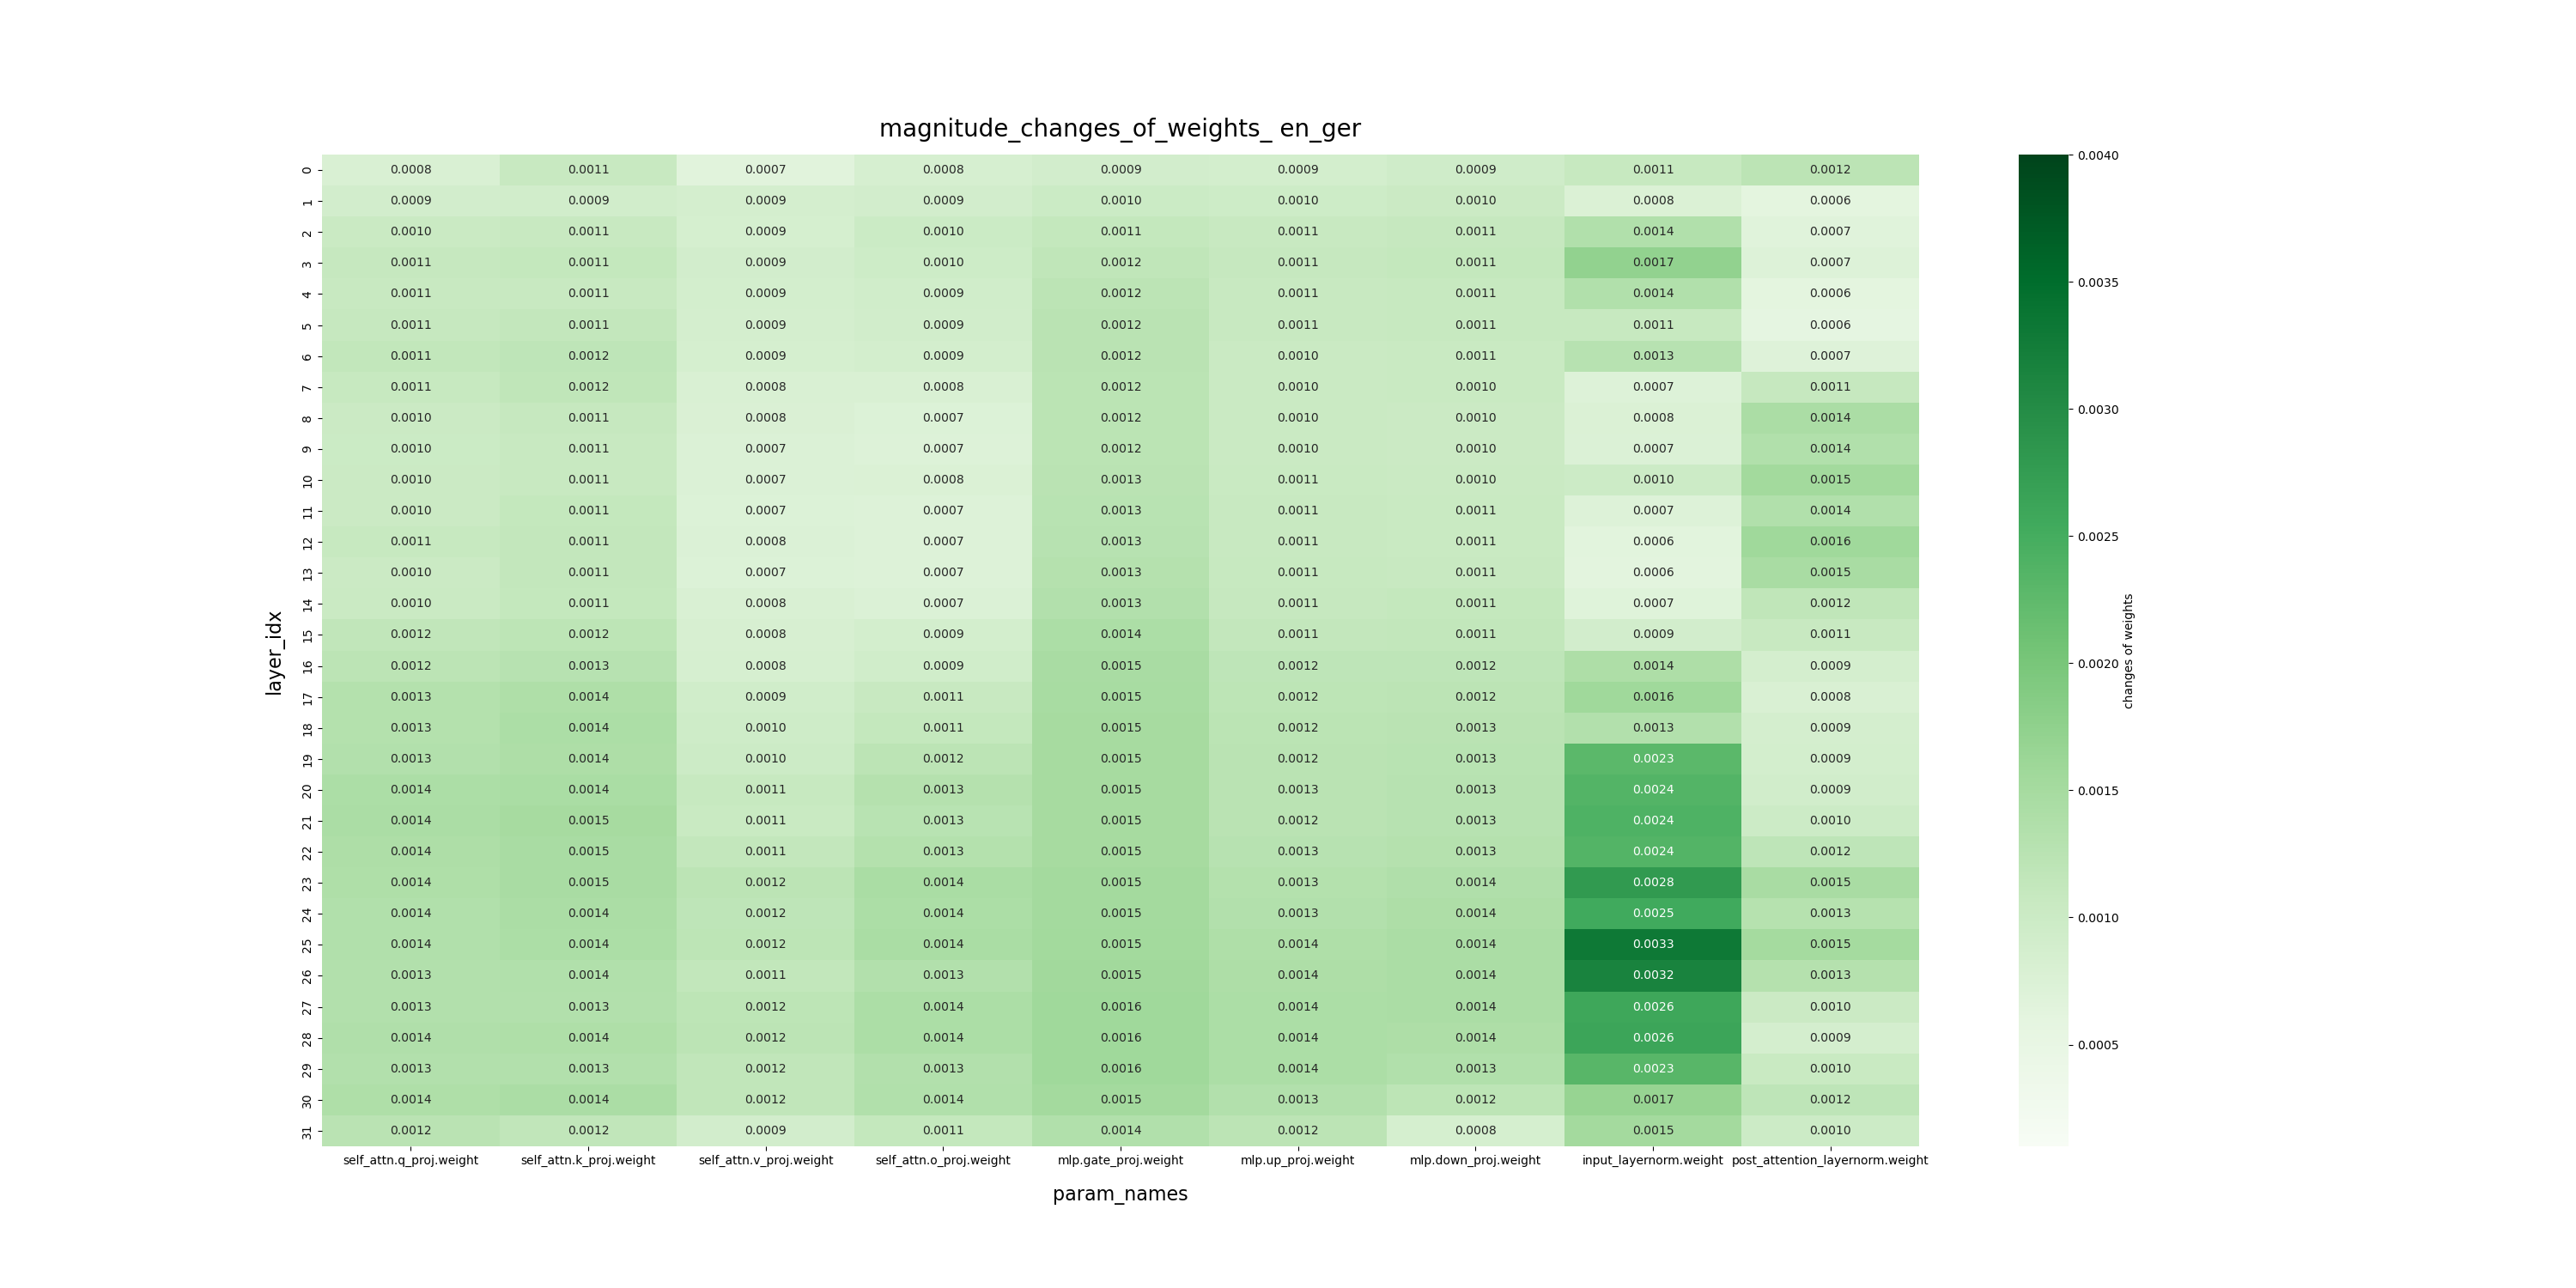 magnitude_changes_of_weights_ en_ger
0 0.0008 0.0011 0.0007 0.0008 0.0009 0.0009 0.0009 0.0011 0.0012
1 0.0009 0.0009 0.0009 0.0009 0.0010 0.0010 0.0010 0.0008 0.0006
2 0.0010 0.0011 0.0009 0.0010 0.0011 0.0011 0.0011 0.0014 0.0007
3 0.0011 0.0011 0.0009 0.0010 0.0012 0.0011 0.0011 0.0017 0.0007
4 0.0011 0.0011 0.0009 0.0009 0.0012 0.0011 0.0011 0.0014 0.0006
5 0.0011 0.0011 0.0009 0.0009 0.0012 0.0011 0.0011 0.0011 0.0006
6 0.0011 0.0012 0.0009 0.0009 0.0012 0.0010 0.0011 0.0013 0.0007
7 0.0011 0.0012 0.0008 0.0008 0.0012 0.0010 0.0010 0.0007 0.0011
8 0.0010 0.0011 0.0008 0.0007 0.0012 0.0010 0.0010 0.0008 0.0014
9 0.0010 0.0011 0.0007 0.0007 0.0012 0.0010 0.0010 0.0007 0.0014
10 0.0010 0.0011 0.0007 0.0008 0.0013 0.0011 0.0010 0.0010 0.0015
11 0.0010 0.0011 0.0007 0.0007 0.0013 0.0011 0.0011 0.0007 0.0014
12 0.0011 0.0011 0.0008 0.0007 0.0013 0.0011 0.0011 0.0006 0.0016
13 0.0010 0.0011 0.0007 0.0007 0.0013 0.0011 0.0011 0.0006 0.0015
14 0.0010 0.0011 0.0008 0.0007 0.0013 0.0011 0.0011 0.0007 0.0012
15 0.0012 0.0012 0.0008 0.0009 0.0014 0.0011 0.0011 0.0009 0.0011
16 0.0012 0.0013 0.0008 0.0009 0.0015 0.0012 0.0012 0.0014 0.0009
17 0.0013 0.0014 0.0009 0.0011 0.0015 0.0012 0.0012 0.0016 0.0008
18 0.0013 0.0014 0.0010 0.0011 0.0015 0.0012 0.0013 0.0013 0.0009
19 0.0013 0.0014 0.0010 0.0012 0.0015 0.0012 0.0013 0.0023 0.0009
20 0.0014 0.0014 0.0011 0.0013 0.0015 0.0013 0.0013 0.0024 0.0009
21 0.0014 0.0015 0.0011 0.0013 0.0015 0.0012 0.0013 0.0024 0.0010
22 0.0014 0.0015 0.0011 0.0013 0.0015 0.0013 0.0013 0.0024 0.0012
23 0.0014 0.0015 0.0012 0.0014 0.0015 0.0013 0.0014 0.0028 0.0015
24 0.0014 0.0014 0.0012 0.0014 0.0015 0.0013 0.0014 0.0025 0.0013
25 0.0014 0.0014 0.0012 0.0014 0.0015 0.0014 0.0014 0.0033 0.0015
26 0.0013 0.0014 0.0011 0.0013 0.0015 0.0014 0.0014 0.0032 0.0013
27 0.0013 0.0013 0.0012 0.0014 0.0016 0.0014 0.0014 0.0026 0.0010
28 0.0014 0.0014 0.0012 0.0014 0.0016 0.0014 0.0014 0.0026 0.0009
29 0.0013 0.0013 0.0012 0.0013 0.0016 0.0014 0.0013 0.0023 0.0010
30 0.0014 0.0014 0.0012 0.0014 0.0015 0.0013 0.0012 0.0017 0.0012
31 0.0012 0.0012 0.0009 0.0011 0.0014 0.0012 0.0008 0.0015 0.0010
self_attn.q_proj.weight self_attn.k_proj.weight self_attn.v_proj.weight self_attn.o_proj.weight mlp.gate_proj.weight mlp.up_proj.weight mlp.down_proj.weight input_layernorm.weight post_attention_layernorm.weight
param_names
layer_idx
0.0040
0.0035
0.0030
0.0025
0.0020
0.0015
0.0010
0.0005
changes of weights